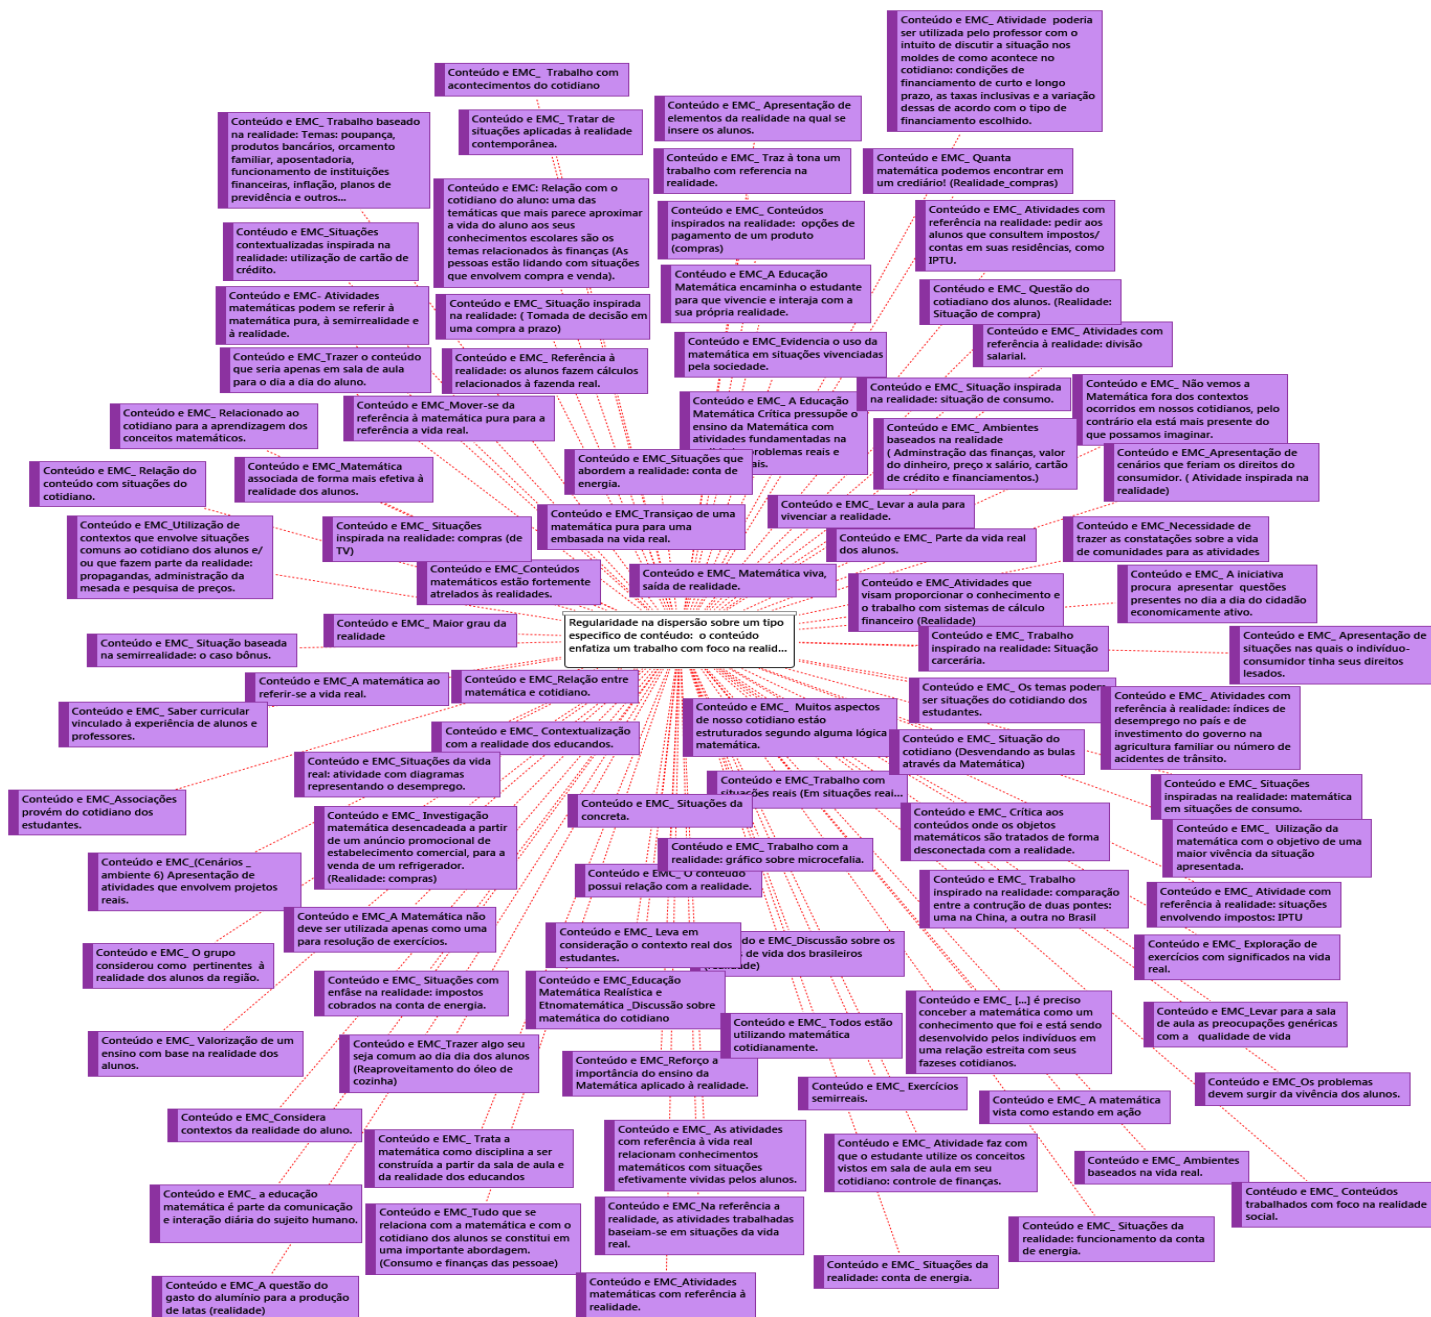 Conteúdo e EMC_ Atividade  poderia
ser utilizada pelo professor com o
intuito de discutir a situação nos
moldes de como acontece no
cotidiano: condições de
financiamento de curto e longo
prazo, as taxas inclusivas e a variação
dessas de acordo com o tipo de
financiamento escolhido.
Conteúdo e EMC_  Trabalho com
acontecimentos do cotidiano
Conteúdo e EMC_ Apresentação de
elementos da realidade na qual se
insere os alunos.
Conteúdo e EMC_ Trabalho baseado
na realidade: Temas: poupança,
produtos bancários, orcamento
familiar, aposentadoria,
funcionamento de instituições
financeiras, inflação, planos de
previdência e outros...
Conteúdo e EMC_ Tratar de
situações aplicadas à realidade
contemporânea.
Conteúdo e EMC_ Traz à tona um
trabalho com referencia na
realidade.
Conteúdo e EMC_ Quanta
matemática podemos encontrar em
um crediário! (Realidade_compras)
Conteúdo e EMC: Relação com o
cotidiano do aluno: uma das
temáticas que mais parece aproximar
a vida do aluno aos seus
conhecimentos escolares são os
temas relacionados às finanças (As
pessoas estão lidando com situações
que envolvem compra e venda).
Conteúdo e EMC_ Conteúdos
inspirados na realidade:  opções de
pagamento de um produto
(compras)
Conteúdo e EMC_ Atividades com
referência na realidade: pedir aos
alunos que consultem impostos/
contas em suas residências, como
IPTU.
Contéudo e EMC_Situações
contextualizadas inspirada na
realidade: utilização de cartão de
crédito.
Contéudo e EMC_A Educação
Matemática encaminha o estudante
para que vivencie e interaja com a
sua própria realidade.
Contéudo e EMC_ Questão do
cotiadiano dos alunos. (Realidade:
Situação de compra)
Conteúdo e EMC- Atividades
matemáticas podem se referir à
matemática pura, à semirrealidade e
à realidade.
Conteúdo e EMC_ Situação inspirada
na realidade: ( Tomada de decisão em
uma compra a prazo)
Conteúdo e EMC_ Atividades com
referência à realidade: divisão
salarial.
Conteúdo e EMC_Evidencia o uso da
matemática em situações vivenciadas
pela sociedade.
Conteúdo e EMC_Trazer o conteúdo
que seria apenas em sala de aula
para o dia a dia do aluno.
Conteúdo e EMC_ Referência à
realidade: os alunos fazem cálculos
relacionados à fazenda real.
Conteúdo e EMC_ Situação inspirada
na realidade: situação de consumo.
Conteúdo e EMC_ Não vemos a
Matemática fora dos contextos
ocorridos em nossos cotidianos, pelo
contrário ela está mais presente do
que possamos imaginar.
Conteúdo e EMC_ A Educação
Matemática Crítica pressupõe o
ensino da Matemática com
atividades fundamentadas na
problemas reais e
Conteúdo e EMC_Mover-se da
referência à matemática pura para a
referência a vida real.
Conteúdo e EMC_ Relacionado ao
cotidiano para a aprendizagem dos
conceitos matemáticos.
Conteúdo e EMC_ Ambientes
baseados na realidade
( Adminstração das finanças, valor
do dinheiro, preço x salário, cartão
de crédito e financiamentos.)
Conteúdo e EMC_Situações que
abordem a realidade: conta de
energia.
Conteúdo e EMC_Apresentação de
cenários que feriam os direitos do
consumidor. ( Atividade inspirada na
realidade)
Conteúdo e EMC_ Relação do
conteúdo com situações do
cotidiano.
Conteúdo e EMC_Matemática
associada de forma mais efetiva à
realidade dos alunos.
Conteúdo e EMC_ Levar a aula para
vivenciar a realidade.
Conteúdo e EMC_Transiçao de uma
matemática pura para uma
embasada na vida real.
Conteúdo e EMC_Utilização de
contextos que envolve situações
comuns ao cotidiano dos alunos e/
ou que fazem parte da realidade:
propagandas, administração da
mesada e pesquisa de preços.
Conteúdo e EMC_ Situações
inspirada na realidade: compras (de
TV)
Conteúdo e EMC_ Parte da vida real
dos alunos.
Conteúdo e EMC_Necessidade de
trazer as constatações sobre a vida
de comunidades para as atividades
Conteúdo e EMC_Conteúdos
matemáticos estão fortemente
atrelados às realidades.
Conteúdo e EMC_ Matemática viva,
saída de realidade.
Conteúdo e EMC_Atividades que
visam proporcionar o conhecimento e
o trabalho com sistemas de cálculo
financeiro (Realidade)
Conteúdo e EMC_ A iniciativa
procura  apresentar  questões
presentes no dia a dia do cidadão
economicamente ativo.
Conteúdo e EMC_ Maior grau da
realidade
Regularidade na dispersão sobre um tipo
especifico de contéudo:  o conteúdo
enfatiza um trabalho com foco na realid...
Conteúdo e EMC_ Trabalho
inspirado na realidade: Situação
carcerária.
Conteúdo e EMC_ Apresentação de
situações nas quais o indivíduo-
consumidor tinha seus direitos
lesados.
Conteúdo e EMC_ Situação baseada
na semirrealidade: o caso bônus.
Conteúdo e EMC_A matemática ao
referir-se a vida real.
Conteúdo e EMC_Relação entre
matemática e cotidiano.
Conteúdo e EMC_ Os temas podem
ser situações do cotidiando dos
estudantes.
Conteúdo e EMC_ Atividades com
referência à realidade: índices de
desemprego no país e de
investimento do governo na
agricultura familiar ou número de
acidentes de trânsito.
Conteúdo e EMC_ Saber curricular
vinculado à experiência de alunos e
professores.
Conteúdo e EMC_  Muitos aspectos
de nosso cotidiano estáo
estruturados segundo alguma lógica
matemática.
Conteúdo e EMC_ Contextualização
com a realidade dos educandos.
Conteúdo e EMC_ Situação do
cotidiano (Desvendando as bulas
através da Matemática)
Conteúdo e EMC_Situações da vida
real: atividade com diagramas
representando o desemprego.
Conteúdo e EMC_Trabalho com
situações reais (Em situações reai...
Conteúdo e EMC_ Situações
inspiradas na realidade: matemática
em situações de consumo.
Conteúdo e EMC_Associações
provém do cotidiano dos
estudantes.
Conteúdo e EMC_ Situações da
concreta.
Conteúdo e EMC_ Investigação
matemática desencadeada a partir
de um anúncio promocional de
estabelecimento comercial, para a
venda de um refrigerador.
(Realidade: compras)
Conteúdo e EMC_ Crítica aos
conteúdos onde os objetos
matemáticos são tratados de forma
desconectada com a realidade.
Conteúdo e EMC_  Uilização da
matemática com o objetivo de uma
maior vivência da situação
apresentada.
Contéudo e EMC_ Trabalho com a
realidade: gráfico sobre microcefalia.
Conteúdo e EMC_ O conteúdo
possui relação com a realidade.
Conteúdo e EMC_(Cenários _
ambiente 6) Apresentação de
atividades que envolvem projetos
reais.
Conteúdo e EMC_ Trabalho
inspirado na realidade: comparação
entre a contrução de duas pontes:
uma na China, a outra no Brasil
Conteúdo e EMC_ Atividade com
referência à realidade: situações
envolvendo impostos: IPTU
Conteúdo e EMC_A Matemática não
deve ser utilizada apenas como uma
para resolução de exercícios.
Conteúdo e EMC_ Leva em
consideração o contexto real dos
estudantes.
do e EMC_Discussão sobre os
de vida dos brasileiros
Conteúdo e EMC_ Exploração de
exercícios com significados na vida
real.
Conteúdo e EMC_ O grupo
considerou como  pertinentes  à
realidade dos alunos da região.
Conteúdo e EMC_ Situações com
enfâse na realidade: impostos
cobrados na conta de energia.
Conteúdo e EMC_Educação
Matemática Realística e
Etnomatemática _Discussão sobre
matemática do cotidiano
Conteúdo e EMC_ [...] é preciso
conceber a matemática como um
conhecimento que foi e está sendo
desenvolvido pelos indivíduos em
uma relação estreita com seus
fazeses cotidianos.
Conteúdo e EMC_Levar para a sala
de aula as preocupações genéricas
com a   qualidade de vida
Conteúdo e EMC_ Todos estão
utilizando matemática
cotidianamente.
Conteúdo e EMC_ Valorização de um
ensino com base na realidade dos
alunos.
Conteúdo e EMC_Trazer algo seu
seja comum ao dia dia dos alunos
(Reaproveitamento do óleo de
cozinha)
Conteúdo e EMC_Reforço a
importância do ensino da
Matemática aplicado à realidade.
Conteúdo e EMC_ Exercícios
semirreais.
Conteúdo e EMC_Os problemas
devem surgir da vivência dos alunos.
Conteúdo e EMC_ A matemática
vista como estando em ação
Conteúdo e EMC_Considera
contextos da realidade do aluno.
Conteúdo e EMC_ Trata a
matemática como disciplina a ser
construída a partir da sala de aula e
da realidade dos educandos
Conteúdo e EMC_ As atividades
com referência à vida real
relacionam conhecimentos
matemáticos com situações
efetivamente vividas pelos alunos.
Contéudo e EMC_ Atividade faz com
que o estudante utilize os conceitos
vistos em sala de aula em seu
cotidiano: controle de finanças.
Conteúdo e EMC_ Ambientes
baseados na vida real.
Conteúdo e EMC_ a educação
matemática é parte da comunicação
e interação diária do sujeito humano.
Contéudo e EMC_ Conteúdos
trabalhados com foco na realidade
social.
Conteúdo e EMC_Tudo que se
relaciona com a matemática e com o
cotidiano dos alunos se constitui em
uma importante abordagem.
(Consumo e finanças das pessoae)
Conteúdo e EMC_Na referência a
realidade, as atividades trabalhadas
baseiam-se em situações da vida
real.
Conteúdo e EMC_ Situações da
realidade: funcionamento da conta
de energia.
Conteúdo e EMC_ Situações da
realidade: conta de energia.
Conteúdo e EMC_A questão do
gasto do alumínio para a produção
de latas (realidade)
Conteúdo e EMC_Atividades
matemáticas com referência à
realidade.